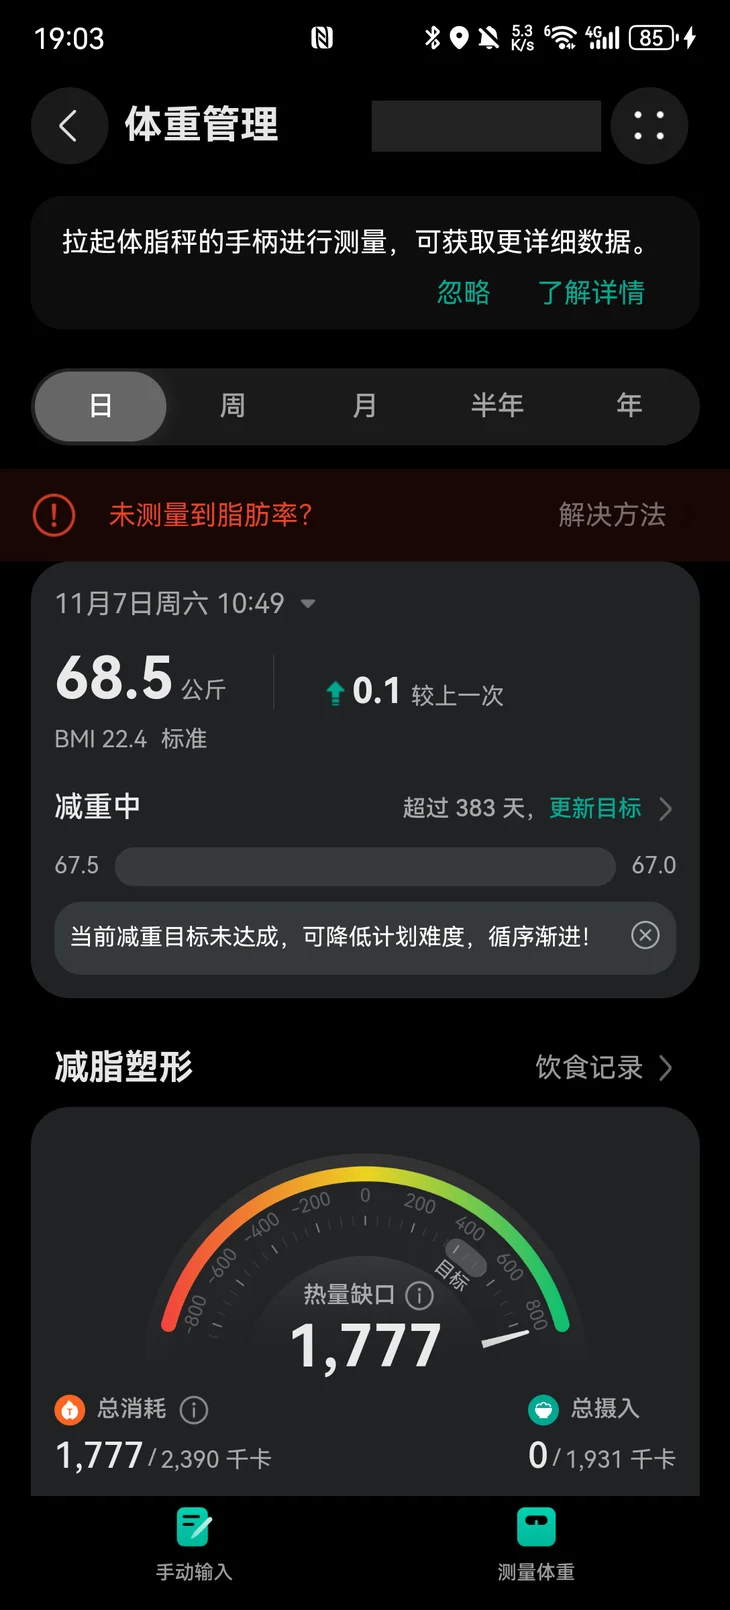 19:03
5.3 K/s 6 4G 85
体重管理
拉起体脂秤的手柄进行测量，可获取更详细数据。
忽略 了解详情
日 周 月 半年 年
未测量到脂肪率？ 解决方法
11月7日周六 10:49
68.5 公斤 0.1 较上一次
BMI 22.4 标准
减重中 超过 383 天，更新目标
67.5 67.0
当前减重目标未达成，可降低计划难度，循序渐进！
减脂塑形 饮食记录
-800 -600 -400 -200 0 200 400 600 800
目标
热量缺口
1,777
总消耗 总摄入
1,777/2,390 千卡 0/1,931 千卡
手动输入 测量体重